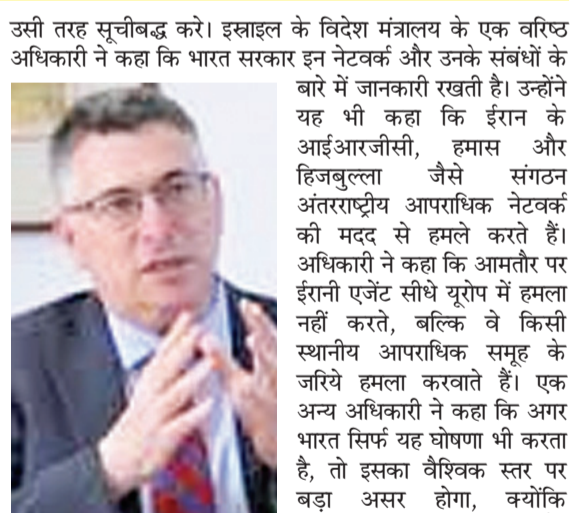 उसी तरह सूचीबद्ध करे। इस्राइल के विदेश मंत्रालय के एक वरिष्ठ
अधिकारी ने कहा कि भारत सरकार इन नेटवर्क और उनके संबंधों के
बारे में जानकारी रखती है। उन्होंने
यह भी कहा कि ईरान के
आईआरजीसी, हमास और
हिजबुल्ला जैसे संगठन
अंतरराष्ट्रीय आपराधिक नेटवर्क
की मदद से हमले करते हैं।
अधिकारी ने कहा कि आमतौर पर
ईरानी एजेंट सीधे यूरोप में हमला
नहीं करते, बल्कि वे किसी
स्थानीय आपराधिक समूह के
जरिये हमला करवाते हैं। एक
अन्य अधिकारी ने कहा कि अगर
भारत सिर्फ यह घोषणा भी करता
है, तो इसका वैश्विक स्तर पर
बड़ा असर होगा, क्योंकि